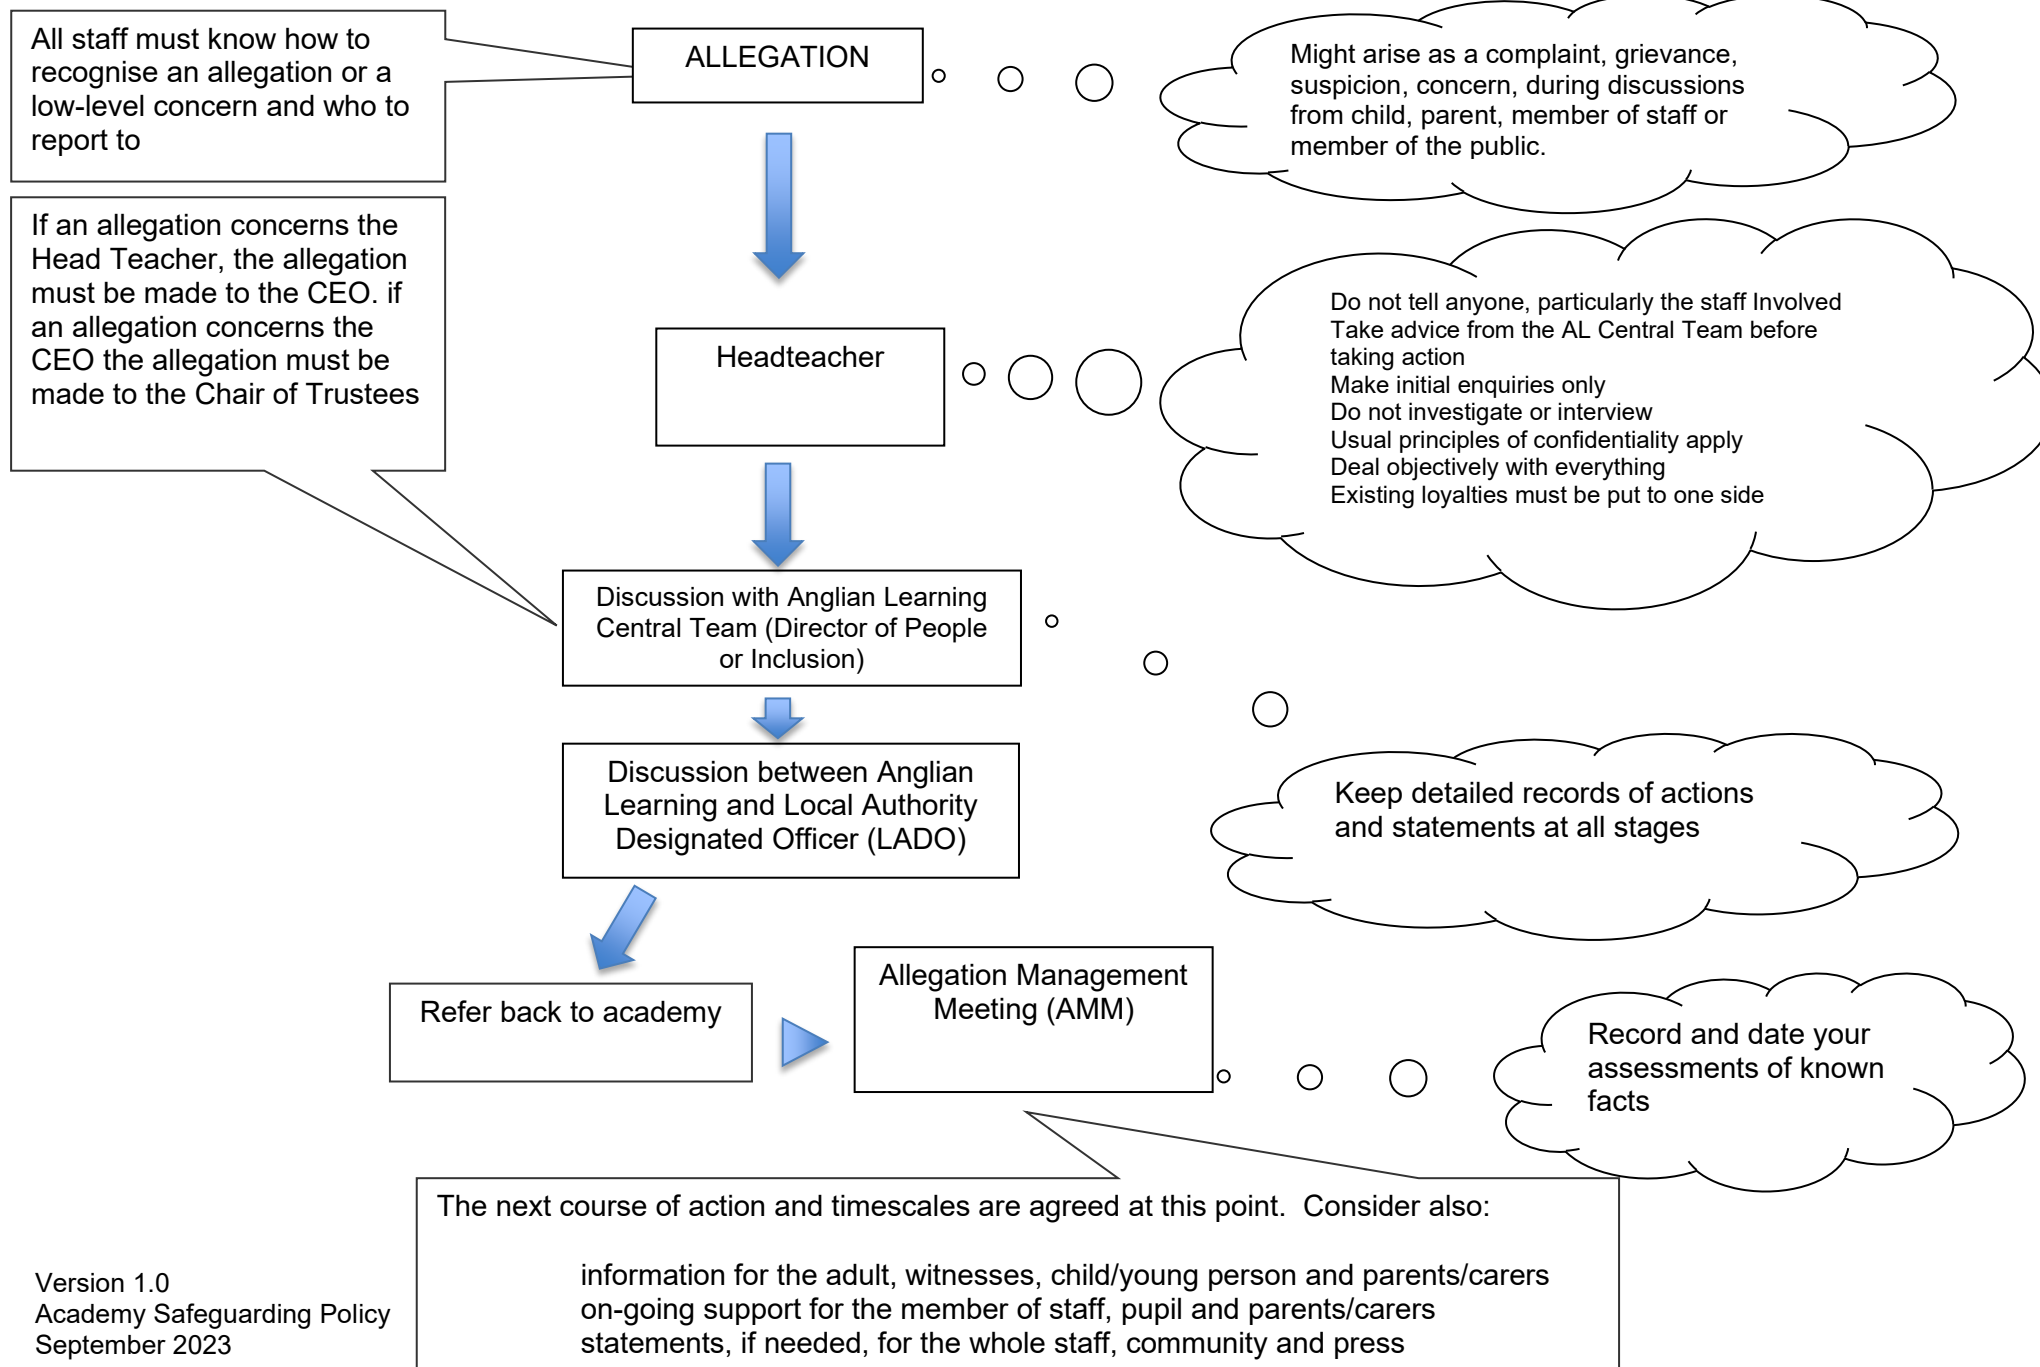 All staff must know how to
recognise an allegation or a
low-level concern and who to
report to
ALLEGATION
Might arise as a complaint, grievance,
suspicion, concern, during discussions
from child, parent, member of staff or
member of the public.
If an allegation concerns the
Head Teacher, the allegation
must be made to the CEO. if
an allegation concerns the
CEO the allegation must be
made to the Chair of Trustees
Headteacher
Do not tell anyone, particularly the staff Involved
Take advice from the AL Central Team before
taking action
Make initial enquiries only
Do not investigate or interview
Usual principles of confidentiality apply
Deal objectively with everything
Existing loyalties must be put to one side
Discussion with Anglian Learning
Central Team (Director of People
or Inclusion)
Discussion between Anglian
Learning and Local Authority
Designated Officer (LADO)
Keep detailed records of actions
and statements at all stages
Refer back to academy
Allegation Management
Meeting (AMM)
Record and date your
assessments of known
facts
The next course of action and timescales are agreed at this point.  Consider also:
information for the adult, witnesses, child/young person and parents/carers
on-going support for the member of staff, pupil and parents/carers
statements, if needed, for the whole staff, community and press
Version 1.0
Academy Safeguarding Policy
September 2023